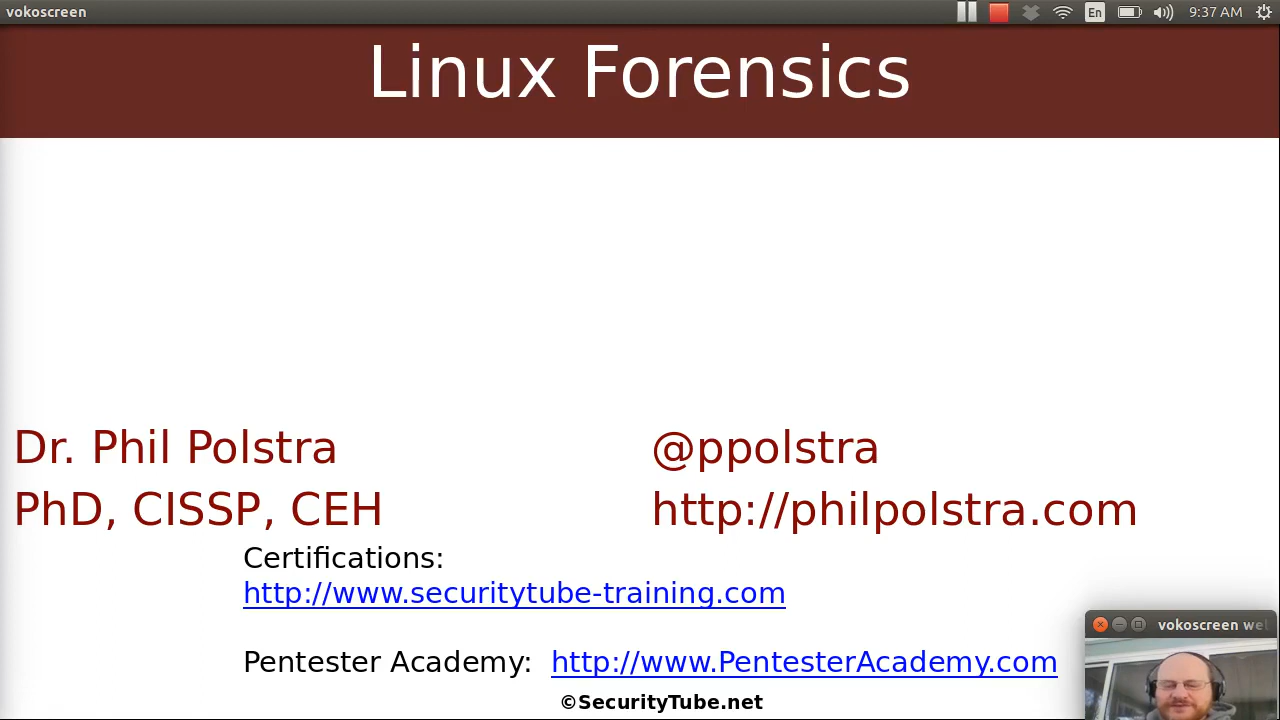 vokoscreen
En
9:37 AM
Linux Forensics
Dr. Phil Polstra
@ppolstra
PhD, CISSP, CEH
http://philpolstra.com
Certifications:
http://www.securitytube-training.com
Pentester Academy: http://www.PentesterAcademy.com
©SecurityTube.net
vokoscreen we